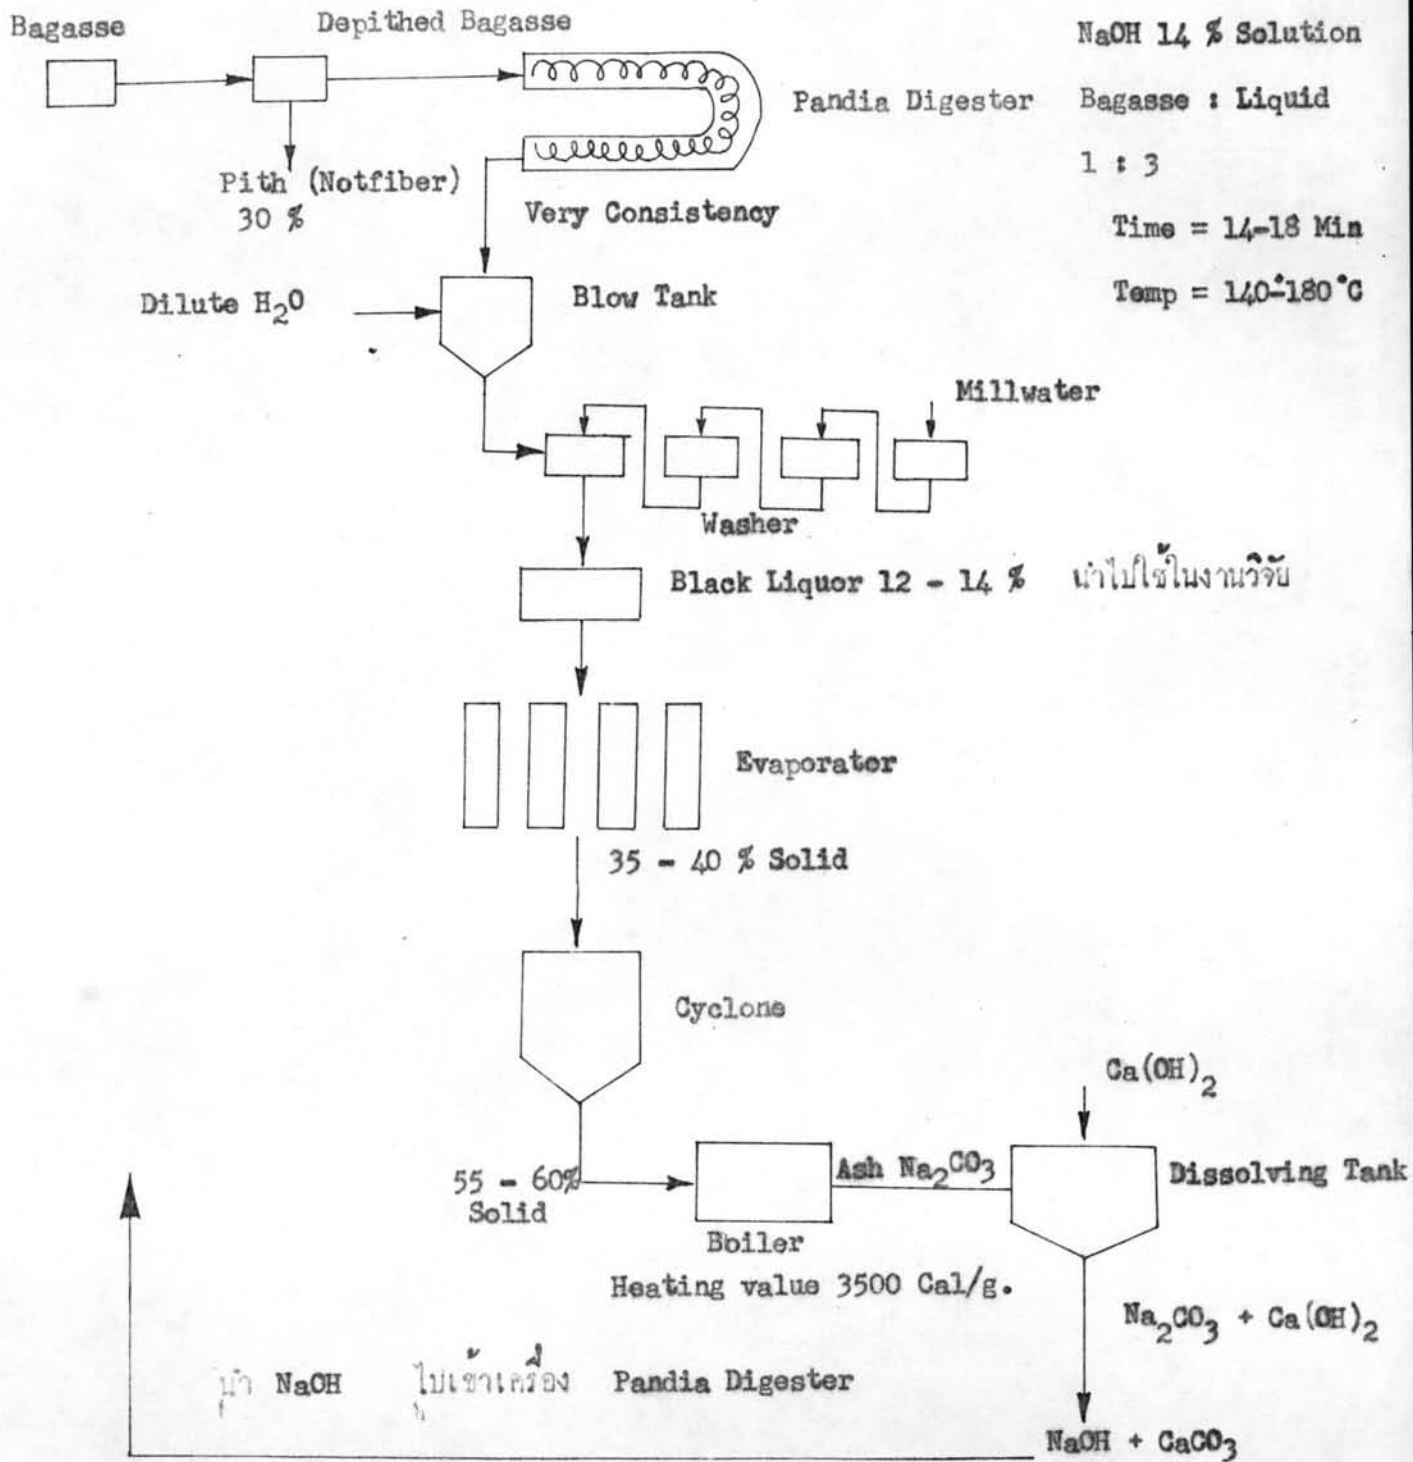 Bagasse
Depithed Bagasse
NaOH 14 % Solution
Pandia Digester
Bagasse : Liquid
1 : 3
Pith (Notfiber)
30 %
Very Consistency
Time = 14-18 Min
Temp = 140°-180°C
Dilute H₂O
Blow Tank
Millwater
Washer
Black Liquor 12 - 14 % นำไปใช้ในงานวิจัย
Evaporator
35 - 40 % Solid
Cyclone
Ca(OH)₂
55 - 60%
Solid
Ash Na₂CO₃
Dissolving Tank
Boiler
Heating value 3500 Cal/g.
Na₂CO₃ + Ca(OH)₂
นำ NaOH ไปเข้าเครื่อง Pandia Digester
NaOH + CaCO₃